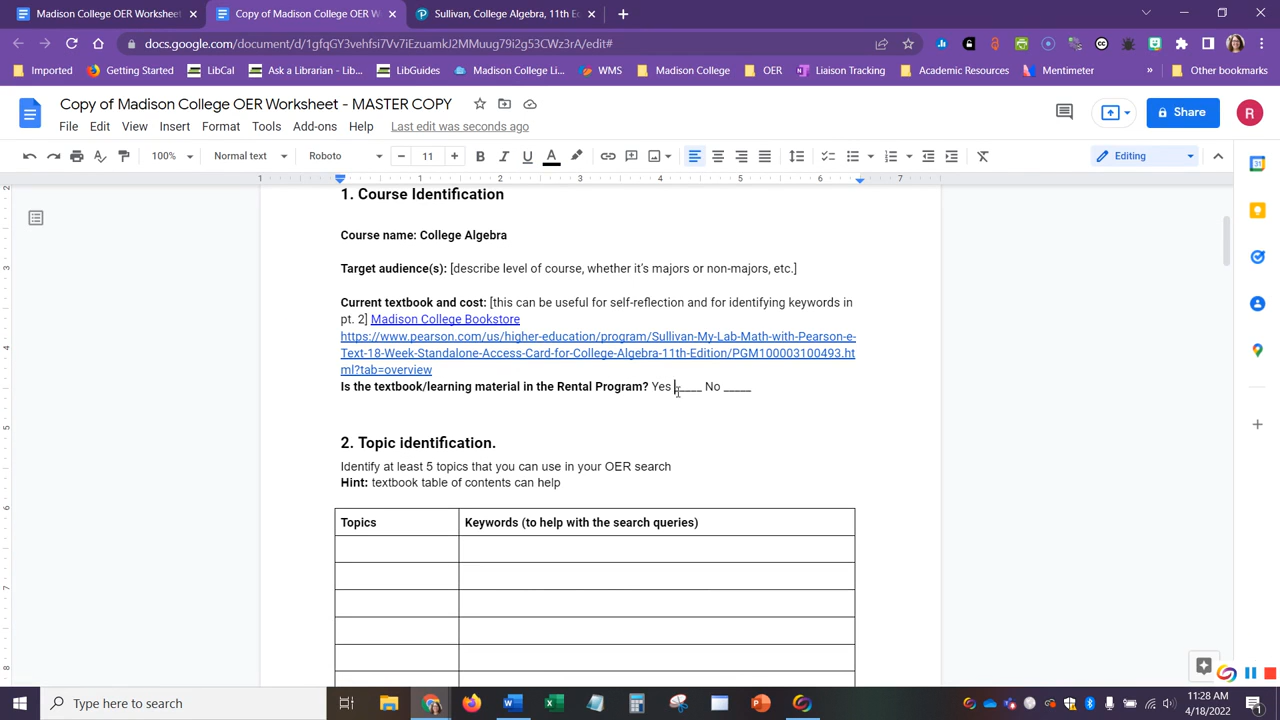 Madison College OER Worksheet
Copy of Madison College OER W
Sullivan, College Algebra, 11th Ed
docs.google.com/document/d/1gfqGY3vehfsi7Vv7iEzuamkJ2MMuug79i2g53CWz3rA/edit#
Imported
Getting Started
LibCal
Ask a Librarian - Lib...
LibGuides
Madison College Li...
WMS
Madison College
OER
Liaison Tracking
Academic Resources
Mentimeter
»
Other bookmarks
Copy of Madison College OER Worksheet - MASTER COPY
Share
R
File Edit View Insert Format Tools Add-ons Help Last edit was seconds ago
100% Normal text Roboto 11 Editing
1 1 2 3 4 5 6 7
1. Course Identification
Course name: College Algebra
Target audience(s): [describe level of course, whether it's majors or non-majors, etc.]
Current textbook and cost: [this can be useful for self-reflection and for identifying keywords in
pt. 2] Madison College Bookstore
https://www.pearson.com/us/higher-education/program/Sullivan-My-Lab-Math-with-Pearson-e-
Text-18-Week-Standalone-Access-Card-for-College-Algebra-11th-Edition/PGM100003100493.ht
ml?tab=overview
Is the textbook/learning material in the Rental Program? Yes _____ No _____
2. Topic identification.
Identify at least 5 topics that you can use in your OER search
Hint: textbook table of contents can help
Topics
Keywords (to help with the search queries)
Type here to search
11:28 AM
4/18/2022